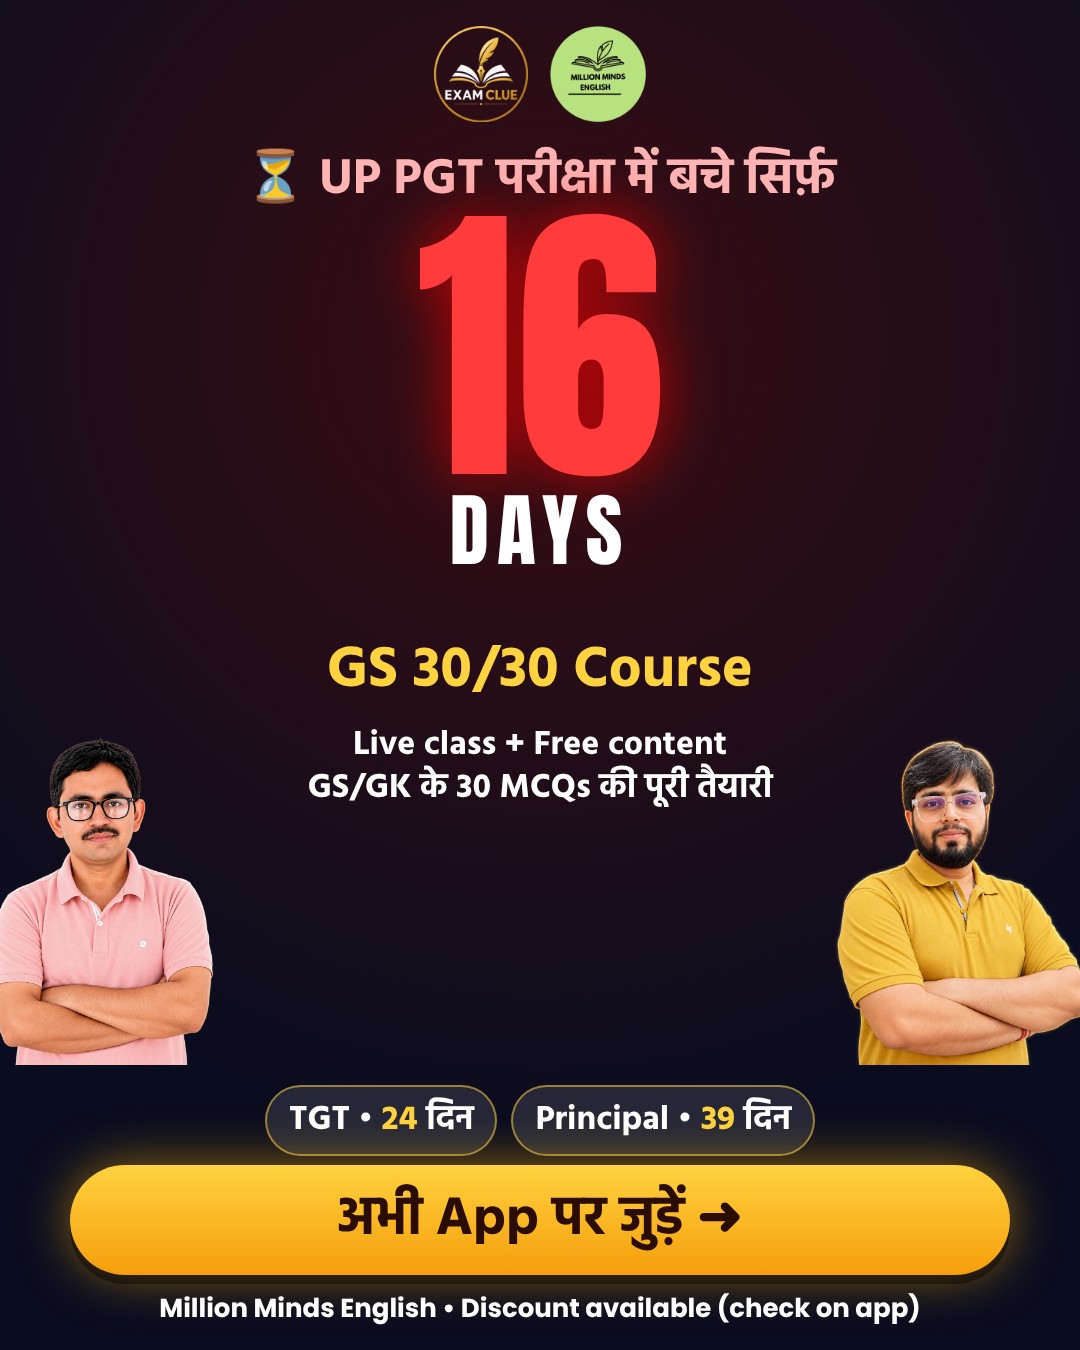 EXAM CLUE
MILLION MINDS
ENGLISH
⏳ UP PGT परीक्षा में बचे सिर्फ़
16
DAYS
GS 30/30 Course
Live class + Free content
GS/GK के 30 MCQs की पूरी तैयारी
TGT • 24 दिन
Principal • 39 दिन
अभी App पर जुड़ें ➜
Million Minds English • Discount available (check on app)